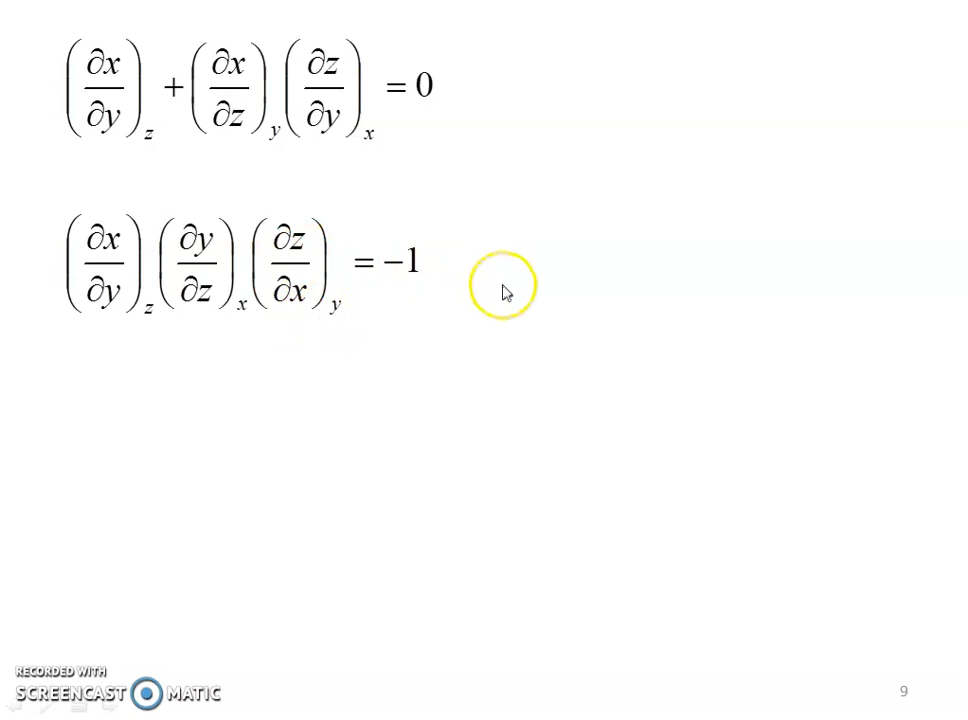 (∂x/∂y)_z + (∂x/∂z)_y (∂z/∂y)_x = 0
(∂x/∂y)_z (∂y/∂z)_x (∂z/∂x)_y = −1
RECORDED WITH
SCREENCAST MATIC
9